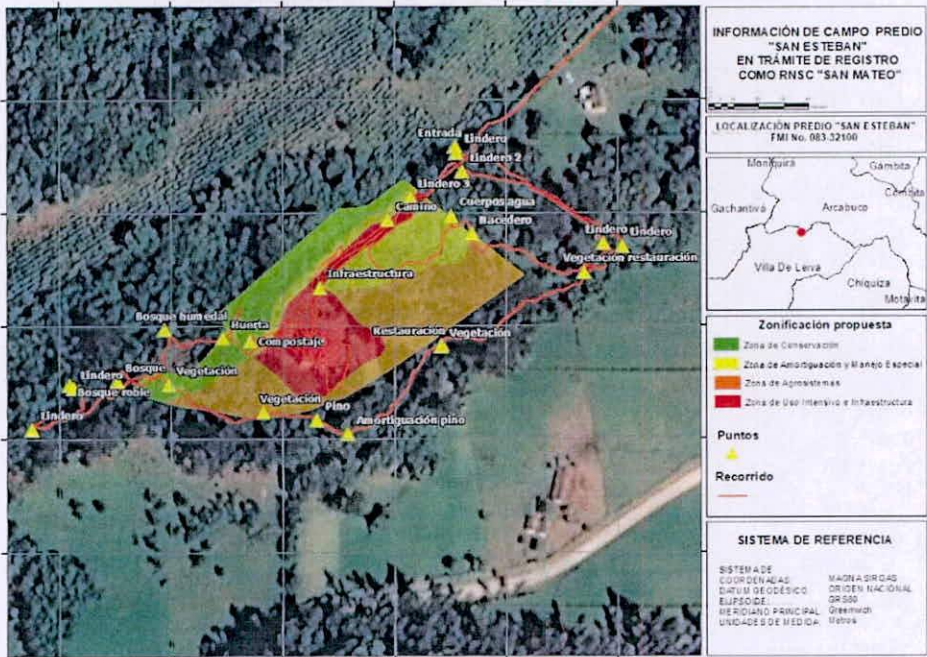 INFORMACIÓN DE CAMPO PREDIO
"SAN ESTEBAN"
EN TRÁMITE DE REGISTRO
COMO RNSC "SAN MATEO"
LOCALIZACIÓN PREDIO "SAN ESTEBAN"
FMI No. 083-32100
Moniquirá
Gámbita
Cómbita
Gachantivá
Arcabuco
Villa De Leiva
Chíquiza
Motavita
Zonificación propuesta
Zona de Conservación
Zona de Amortiguación y Manejo Especial
Zona de Agrosistemas
Zona de Uso Intensivo e Infraestructura
Puntos
Recorrido
SISTEMA DE REFERENCIA
SISTEMA DE
COORDENADAS: MAGNA SIRGAS
DATUM GEODÉSICO: ORIGEN NACIONAL
ELIPSOIDE: GRS80
MERIDIANO PRINCIPAL: Greenwich
UNIDADES DE MEDIDA: Metros
Entrada
Lindero
Lindero 2
Lindero 3
Camino
Cuerpos agua
Nacedero
Lindero Lindero
Vegetación restauración
Infraestructura
Bosque humedal
Huerta
Compostaje
Restauración
Vegetación
Lindero
Bosque
Vegetación
Bosque roble
Lindero
Vegetación
Pino
Amortiguación pino